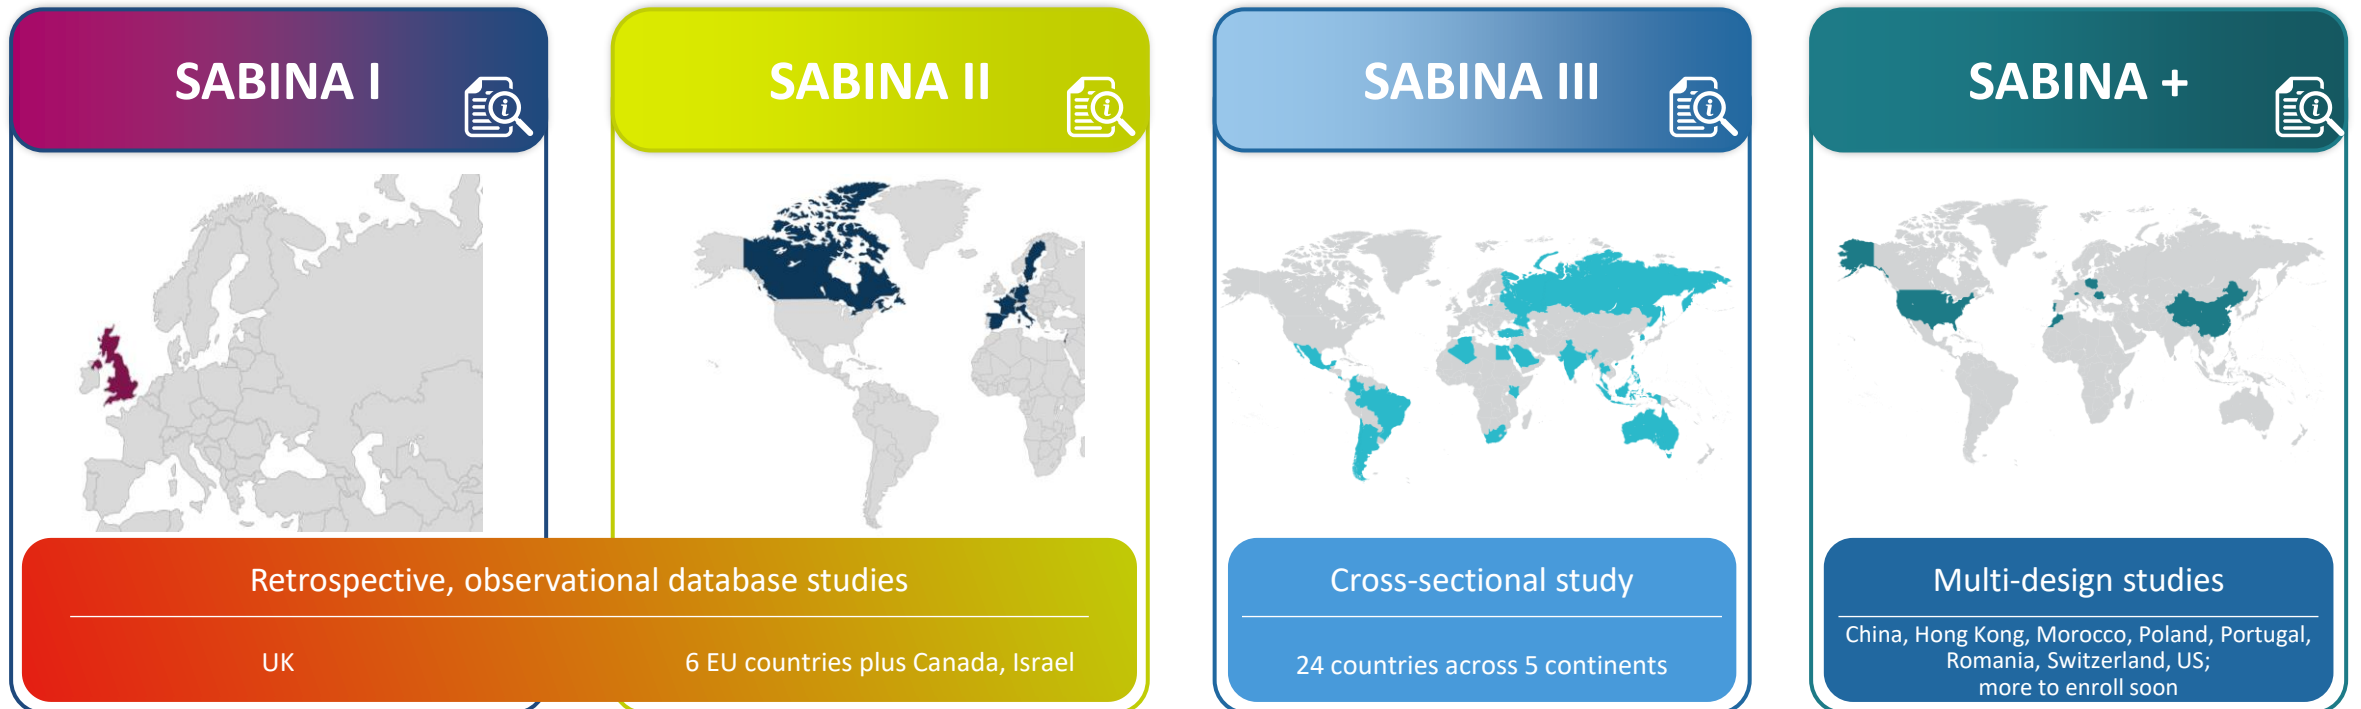 SABINA I
SABINA II
SABINA III
SABINA +
Retrospective, observational database studies
UK
6 EU countries plus Canada, Israel
Cross-sectional study
24 countries across 5 continents
Multi-design studies
China, Hong Kong, Morocco, Poland, Portugal,
Romania, Switzerland, US;
more to enroll soon